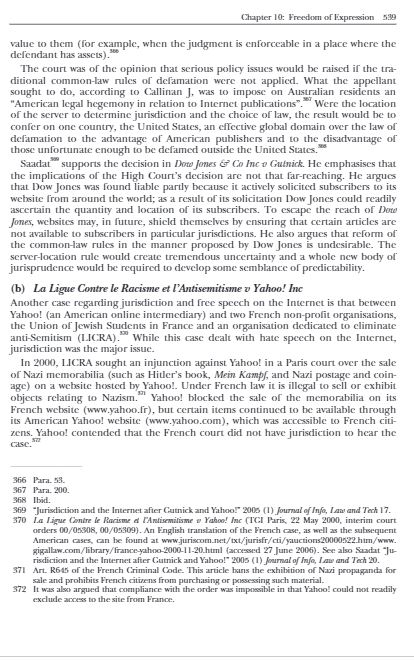 Chapter 10: Freedom of Expression 539
value to them (for example, when the judgment is enforceable in a place where the
defendant has assets).366
The court was of the opinion that serious policy issues would be raised if the tra-
ditional common-law rules of defamation were not applied. What the appellant
sought to do, according to Callinan J, was to impose on Australian residents an
"American legal hegemony in relation to Internet publications".367 Were the location
of the server to determine jurisdiction and the choice of law, the result would be to
confer on one country, the United States, an effective global domain over the law of
defamation to the advantage of American publishers and to the disadvantage of
those unfortunate enough to be defamed outside the United States.368
Saadat369 supports the decision in Dow Jones & Co Inc v Gutnick. He emphasises that
the implications of the High Court's decision are not that far-reaching. He argues
that Dow Jones was found liable partly because it actively solicited subscribers to its
website from around the world; as a result of its solicitation Dow Jones could readily
ascertain the quantity and location of its subscribers. To escape the reach of Dow
Jones, websites may, in future, shield themselves by ensuring that certain articles are
not available to subscribers in particular jurisdictions. He also argues that reform of
the common-law rules in the manner proposed by Dow Jones is undesirable. The
server-location rule would create tremendous uncertainty and a whole new body of
jurisprudence would be required to develop some semblance of predictability.
(b) La Ligue Contre le Racisme et l'Antisemitisme v Yahoo! Inc
Another case regarding jurisdiction and free speech on the Internet is that between
Yahoo! (an American online intermediary) and two French non-profit organisations,
the Union of Jewish Students in France and an organisation dedicated to eliminate
anti-Semitism (LICRA).370 While this case dealt with hate speech on the Internet,
jurisdiction was the major issue.
In 2000, LICRA sought an injunction against Yahoo! in a Paris court over the sale
of Nazi memorabilia (such as Hitler's book, Mein Kampf, and Nazi postage and coin-
age) on a website hosted by Yahoo!. Under French law it is illegal to sell or exhibit
objects relating to Nazism.371 Yahoo! blocked the sale of the memorabilia on its
French website (www.yahoo.fr), but certain items continued to be available through
its American Yahoo! website (www.yahoo.com), which was accessible to French citi-
zens. Yahoo! contended that the French court did not have jurisdiction to hear the
case.372
366 Para. 53.
367 Para. 200.
368 Ibid.
369 "Jurisdiction and the Internet after Gutnick and Yahoo!" 2005 (1) Journal of Info, Law and Tech 17.
370 La Ligue Contre le Racisme et l'Antisemitisme v Yahoo! Inc (TGI Paris, 22 May 2000, interim court
orders 00/05308, 00/05309). An English translation of the French case, as well as the subsequent
American cases, can be found at www.juriscom.net/txt/jurisfr/cti/yauctions20000522.htm/www.
gigallaw.com/library/france-yahoo-2000-11-20.html (accessed 27 June 2006). See also Saadat "Ju-
risdiction and the Internet after Gutnick and Yahoo!" 2005 (1) Journal of Info, Law and Tech 20.
371 Art. R645 of the French Criminal Code. This article bans the exhibition of Nazi propaganda for
sale and prohibits French citizens from purchasing or possessing such material.
372 It was also argued that compliance with the order was impossible in that Yahoo! could not readily
exclude access to the site from France.